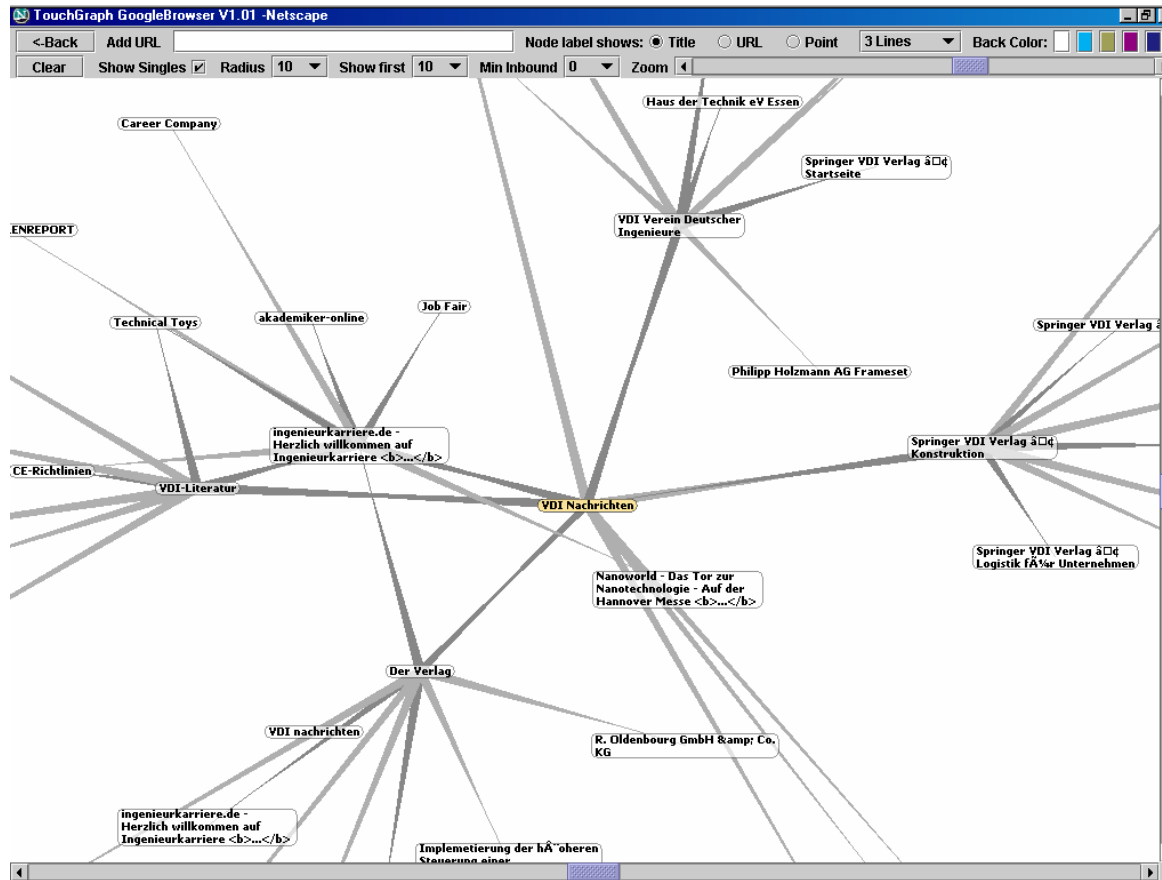 TouchGraph GoogleBrowser V1.01 -Netscape
<-Back Add URL Node label shows: Title URL Point 3 Lines Back Color:
Clear Show Singles Radius 10 Show first 10 Min Inbound 0 Zoom
Haus der Technik eV Essen
Career Company
Springer VDI Verlag â□¢
Startseite
VDI Verein Deutscher
Ingenieure
ENREPORT
Job Fair
akademiker-online
Technical Toys
Springer VDI Verlag â
Philipp Holzmann AG Frameset
ingenieurkarriere.de -
Herzlich willkommen auf
Ingenieurkarriere <b>...</b>
Springer VDI Verlag â□¢
Konstruktion
CE-Richtlinien
VDI-Literatur
VDI Nachrichten
Springer VDI Verlag â□¢
Logistik fÃ¼r Unternehmen
Nanoworld - Das Tor zur
Nanotechnologie - Auf der
Hannover Messe <b>...</b>
Der Verlag
VDI nachrichten
R. Oldenbourg GmbH &amp; Co.
KG
ingenieurkarriere.de -
Herzlich willkommen auf
Ingenieurkarriere <b>...</b>
Implemetierung der hÂ¨oheren
Steuerung einer